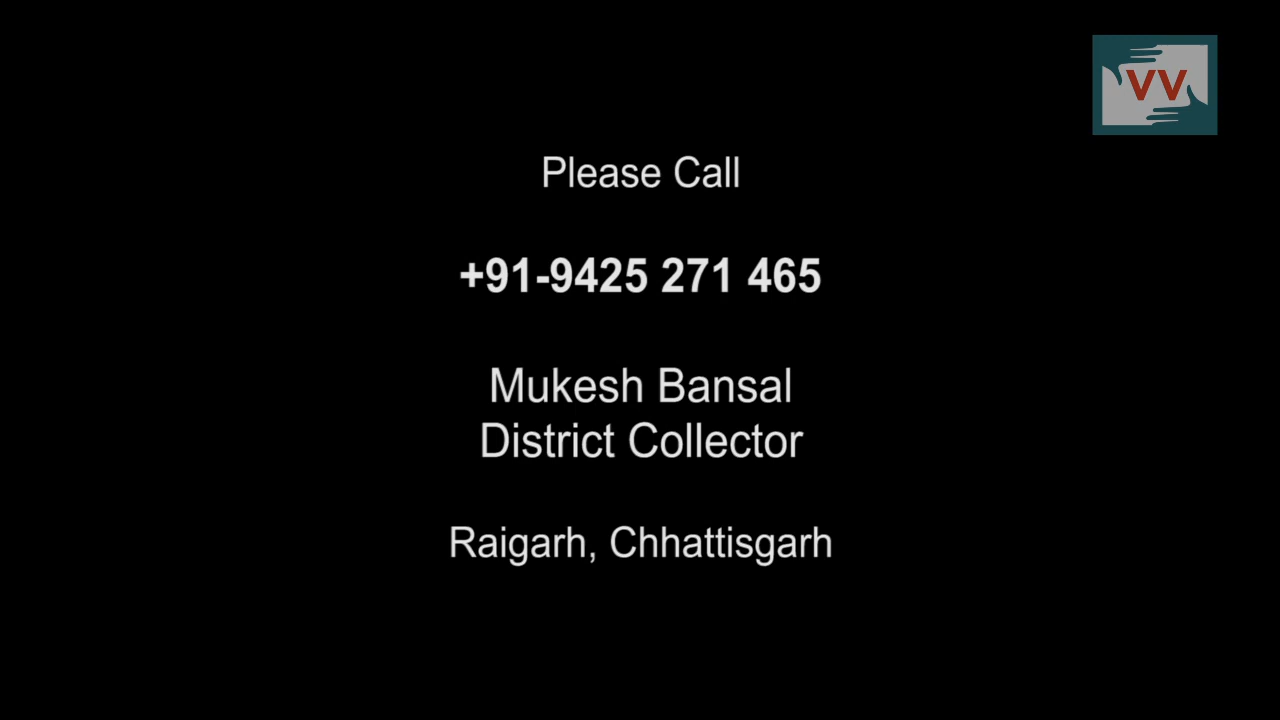 VV
Please Call
+91-9425 271 465
Mukesh Bansal
District Collector
Raigarh, Chhattisgarh